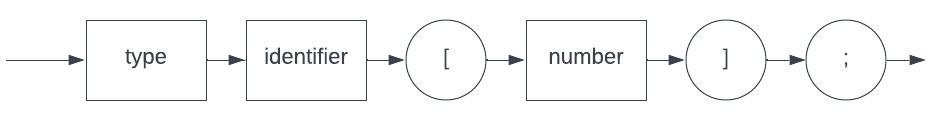 type identifier [ number ] ;